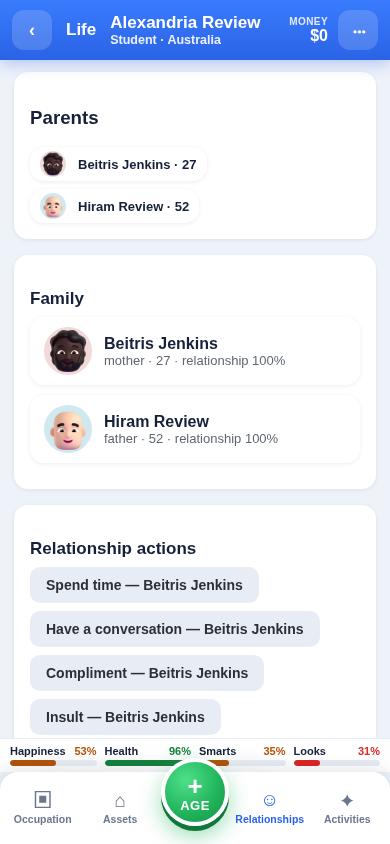 Life
Alexandria Review
Student · Australia
MONEY
$0
Parents
Beitris Jenkins · 27
Hiram Review · 52
Family
Beitris Jenkins
mother · 27 · relationship 100%
Hiram Review
father · 52 · relationship 100%
Relationship actions
Spend time — Beitris Jenkins
Have a conversation — Beitris Jenkins
Compliment — Beitris Jenkins
Insult — Beitris Jenkins
Happiness 53% Health 96% Smarts 35% Looks 31%
+
AGE
Occupation Assets Relationships Activities